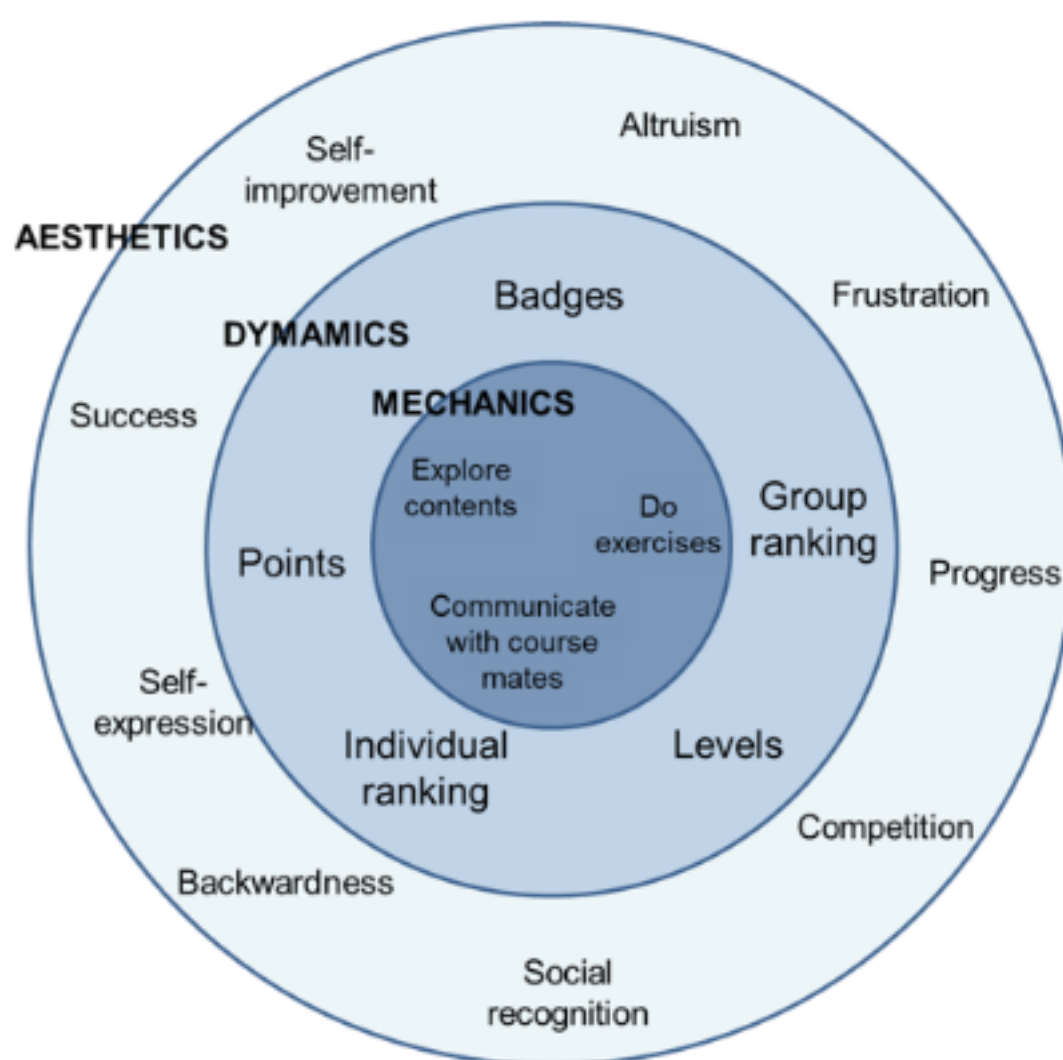 Altruism
Self-
improvement
AESTHETICS
Frustration
Badges
DYMAMICS
MECHANICS
Success
Explore
contents
Do
exercises
Group
ranking
Points
Progress
Communicate
with course
mates
Self-
expression
Individual
ranking
Levels
Competition
Backwardness
Social
recognition